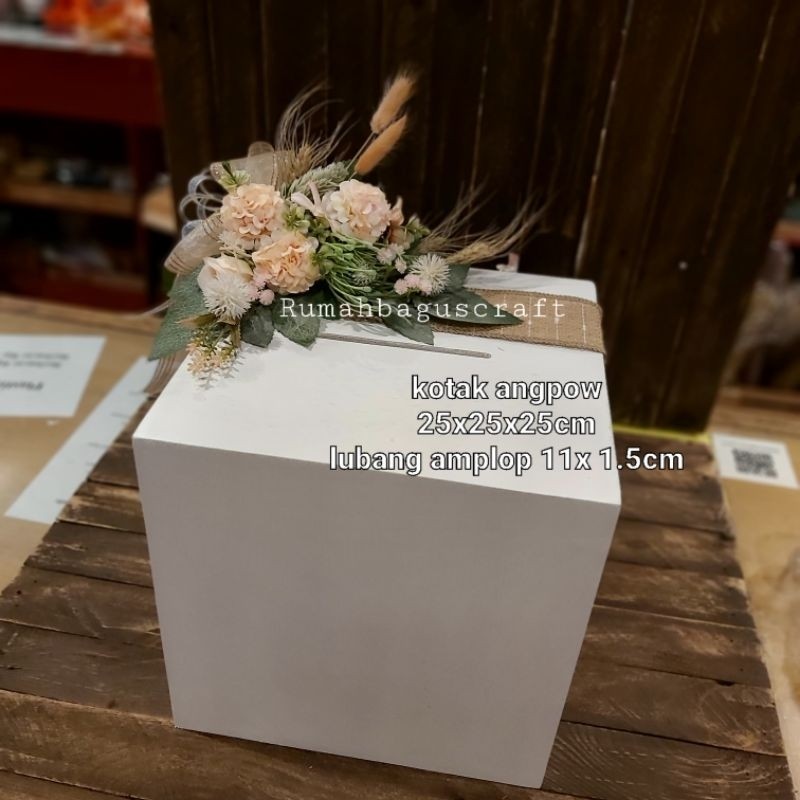 Rumahbaguscraft
kotak angpow
25x25x25cm
lubang amplop 11x 1.5cm